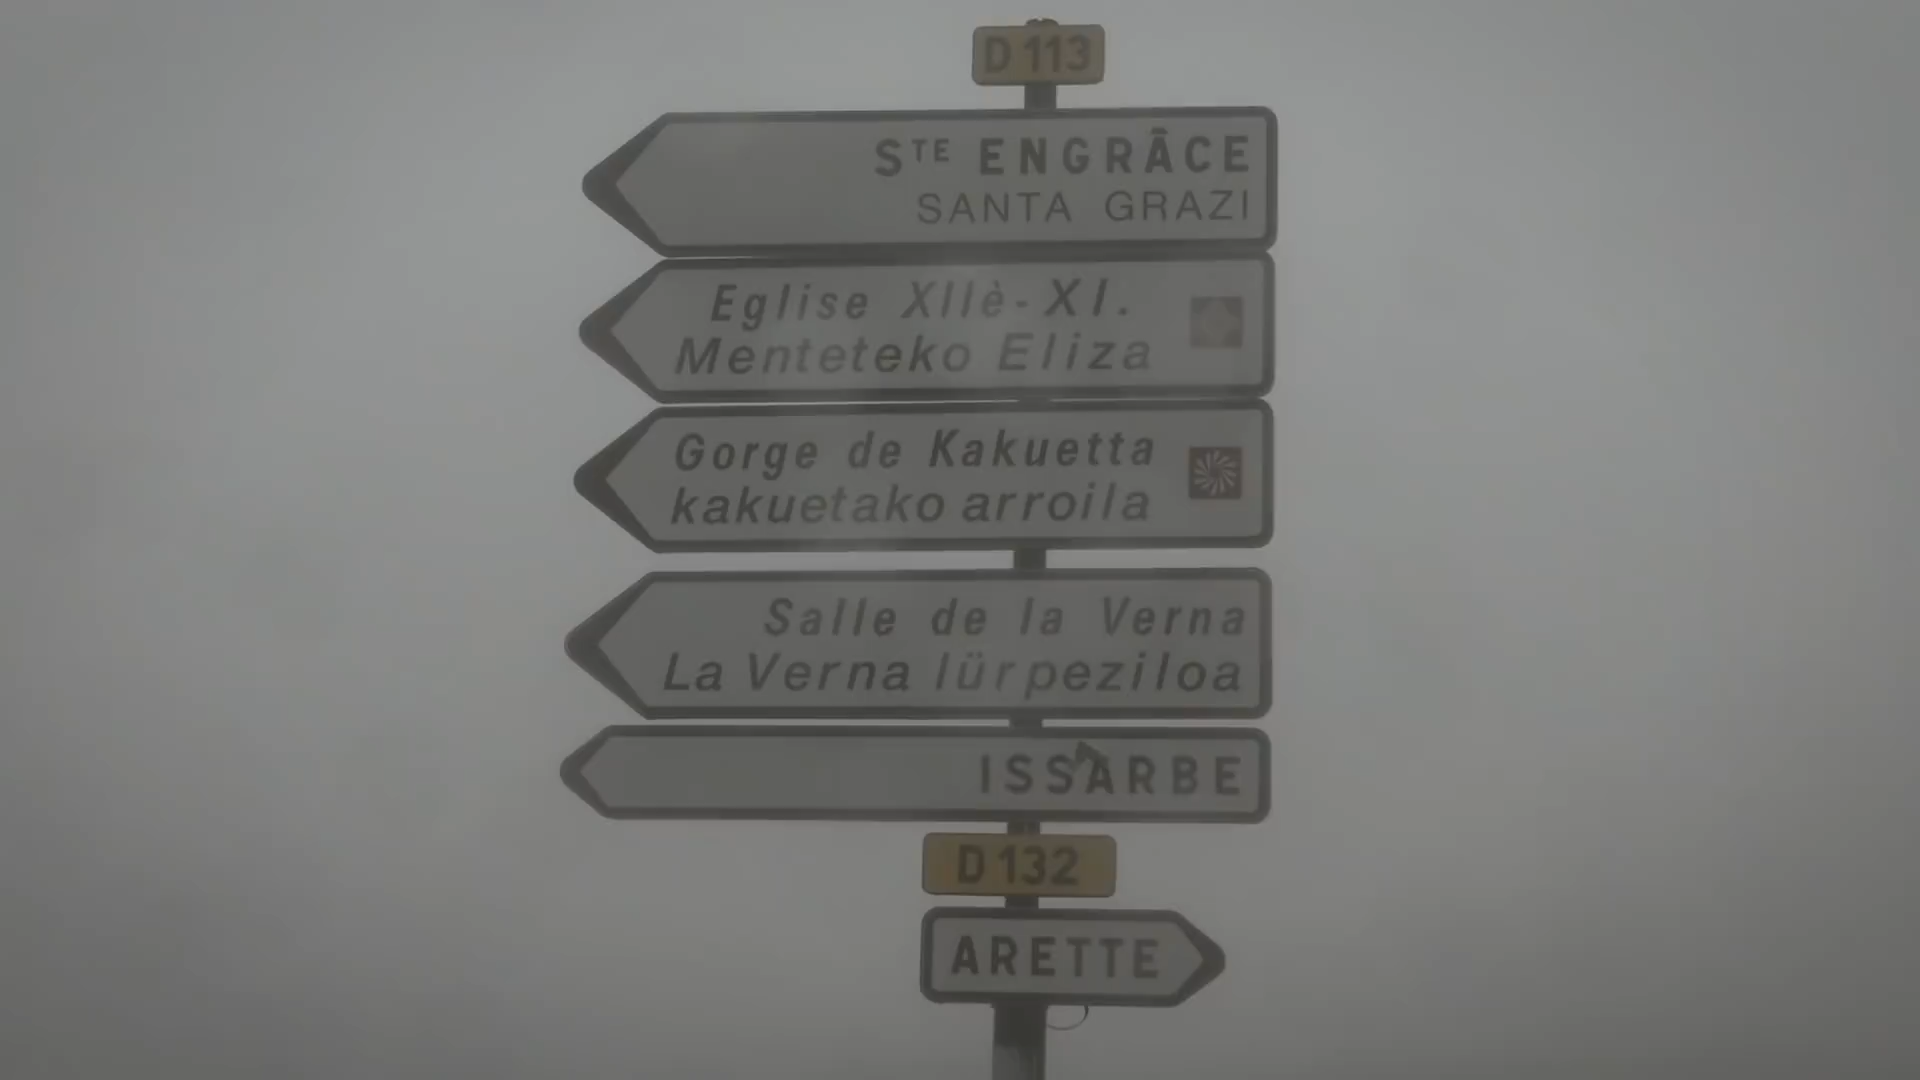 D 113
STE ENGRÂCE
SANTA GRAZI
Eglise XIIè-XI.
Menteteko Eliza
Gorge de Kakuetta
kakuetako arroila
Salle de la Verna
La Verna lürpeziloa
ISSARBE
D 132
ARETTE